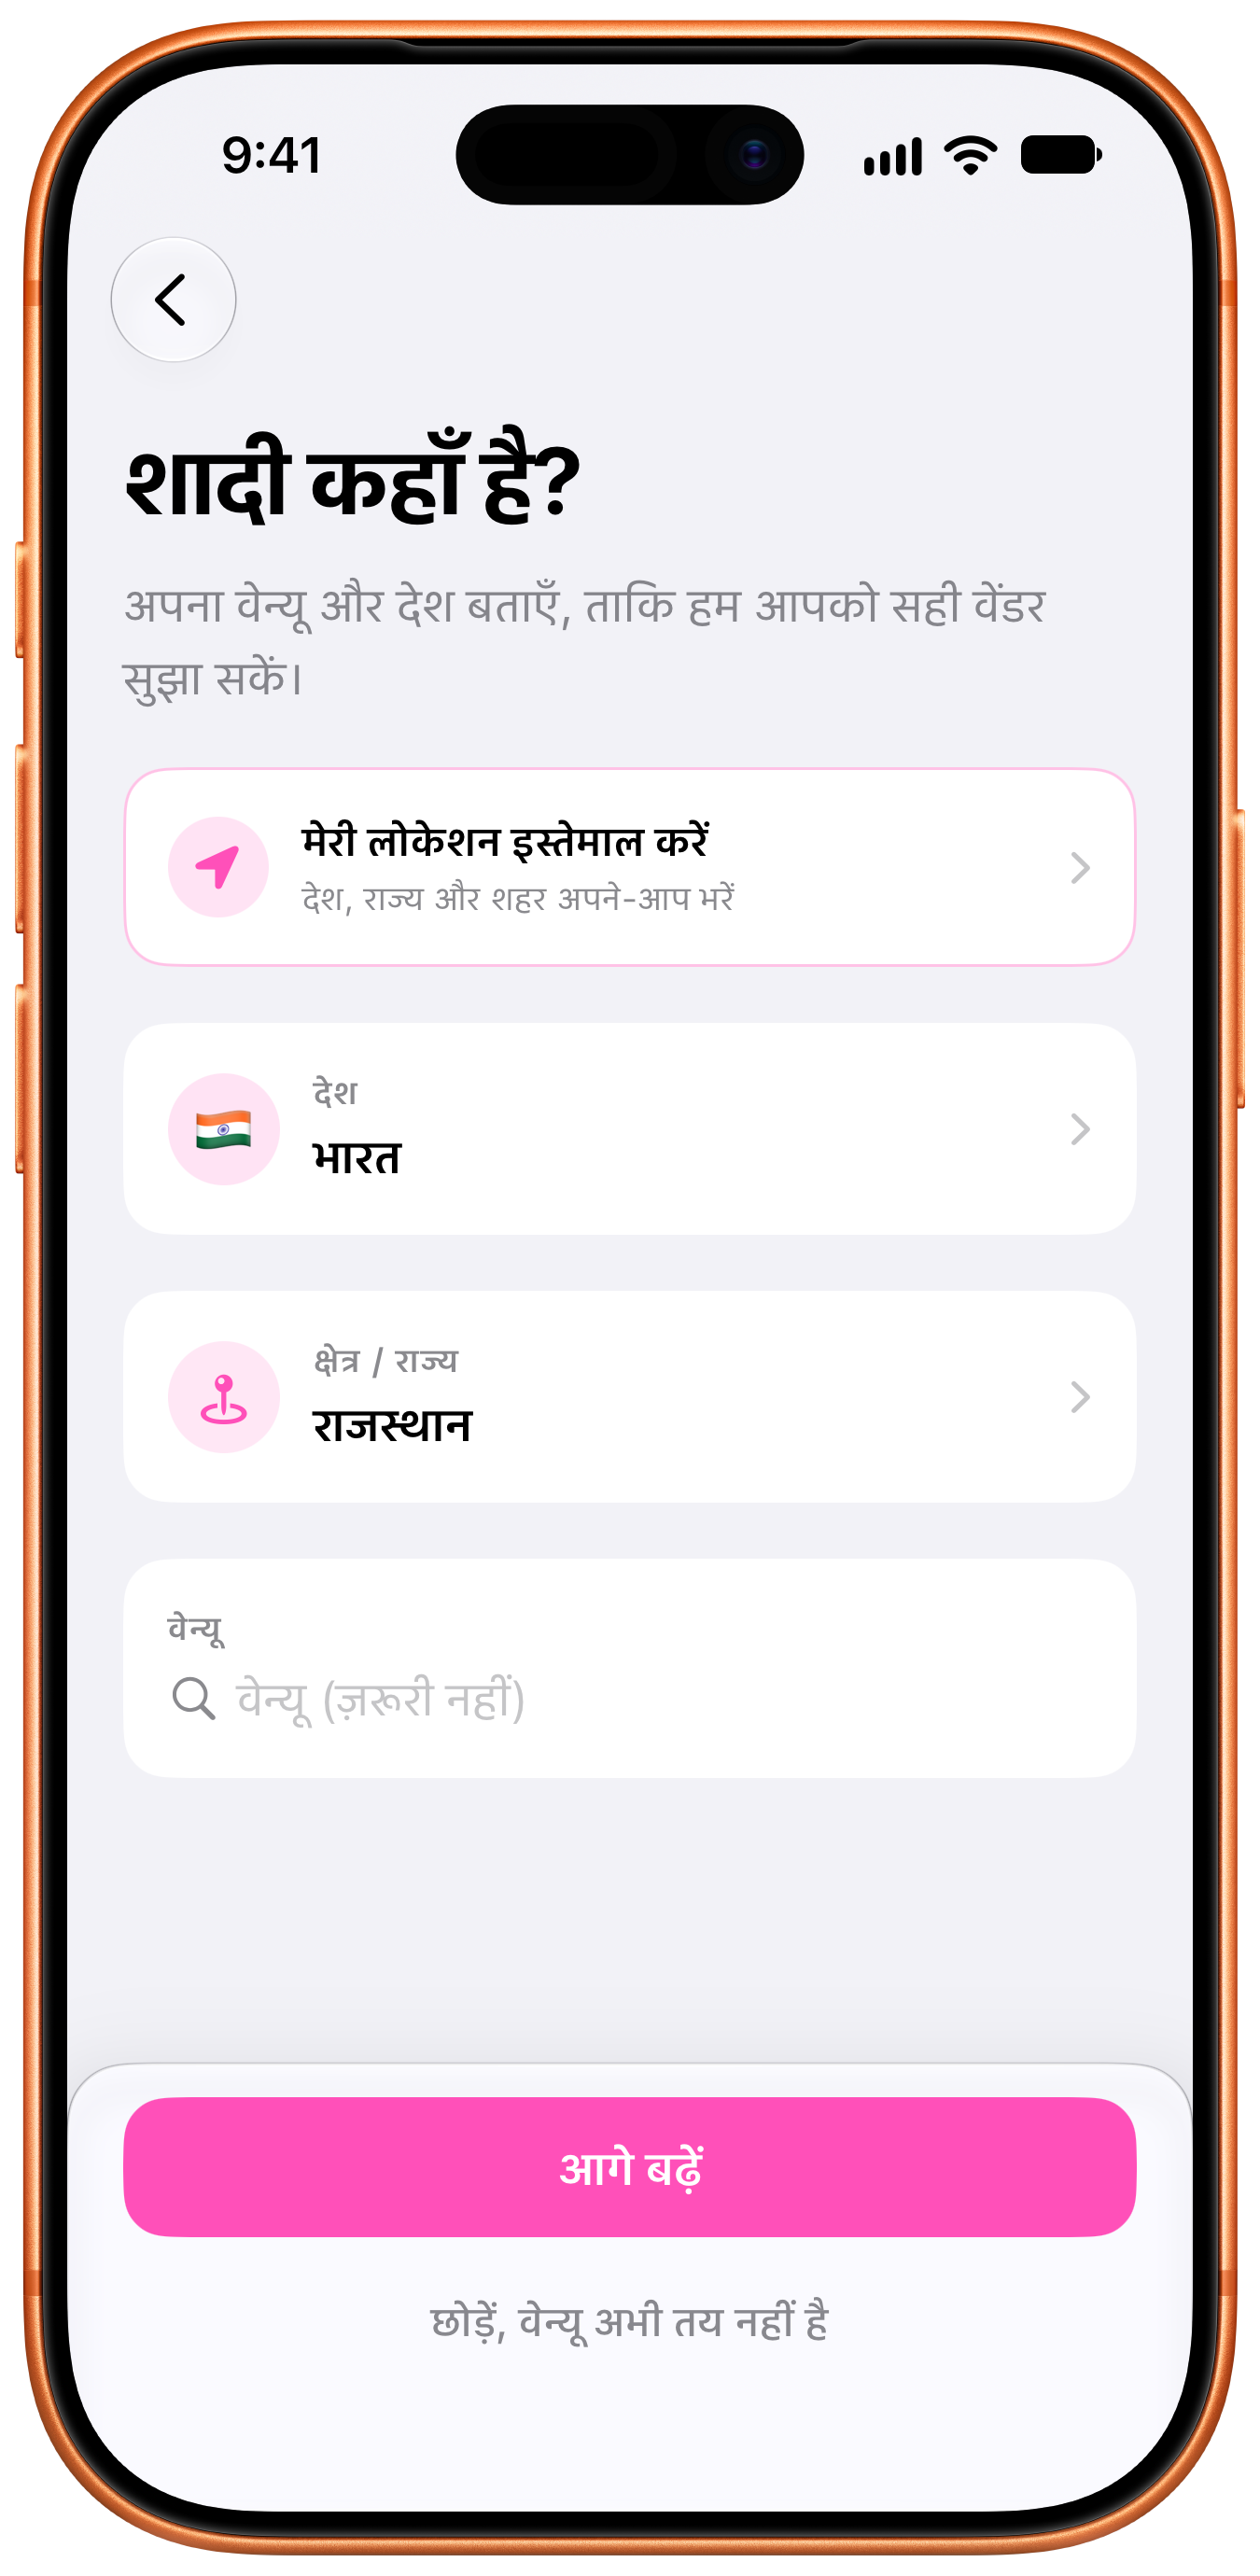 9:41
शादी कहाँ है?
अपना वेन्यू और देश बताएँ, ताकि हम आपको सही वेंडर
सुझा सकें।
मेरी लोकेशन इस्तेमाल करें
देश, राज्य और शहर अपने-आप भरें
देश
भारत
क्षेत्र / राज्य
राजस्थान
वेन्यू
वेन्यू (ज़रूरी नहीं)
आगे बढ़ें
छोड़ें, वेन्यू अभी तय नहीं है